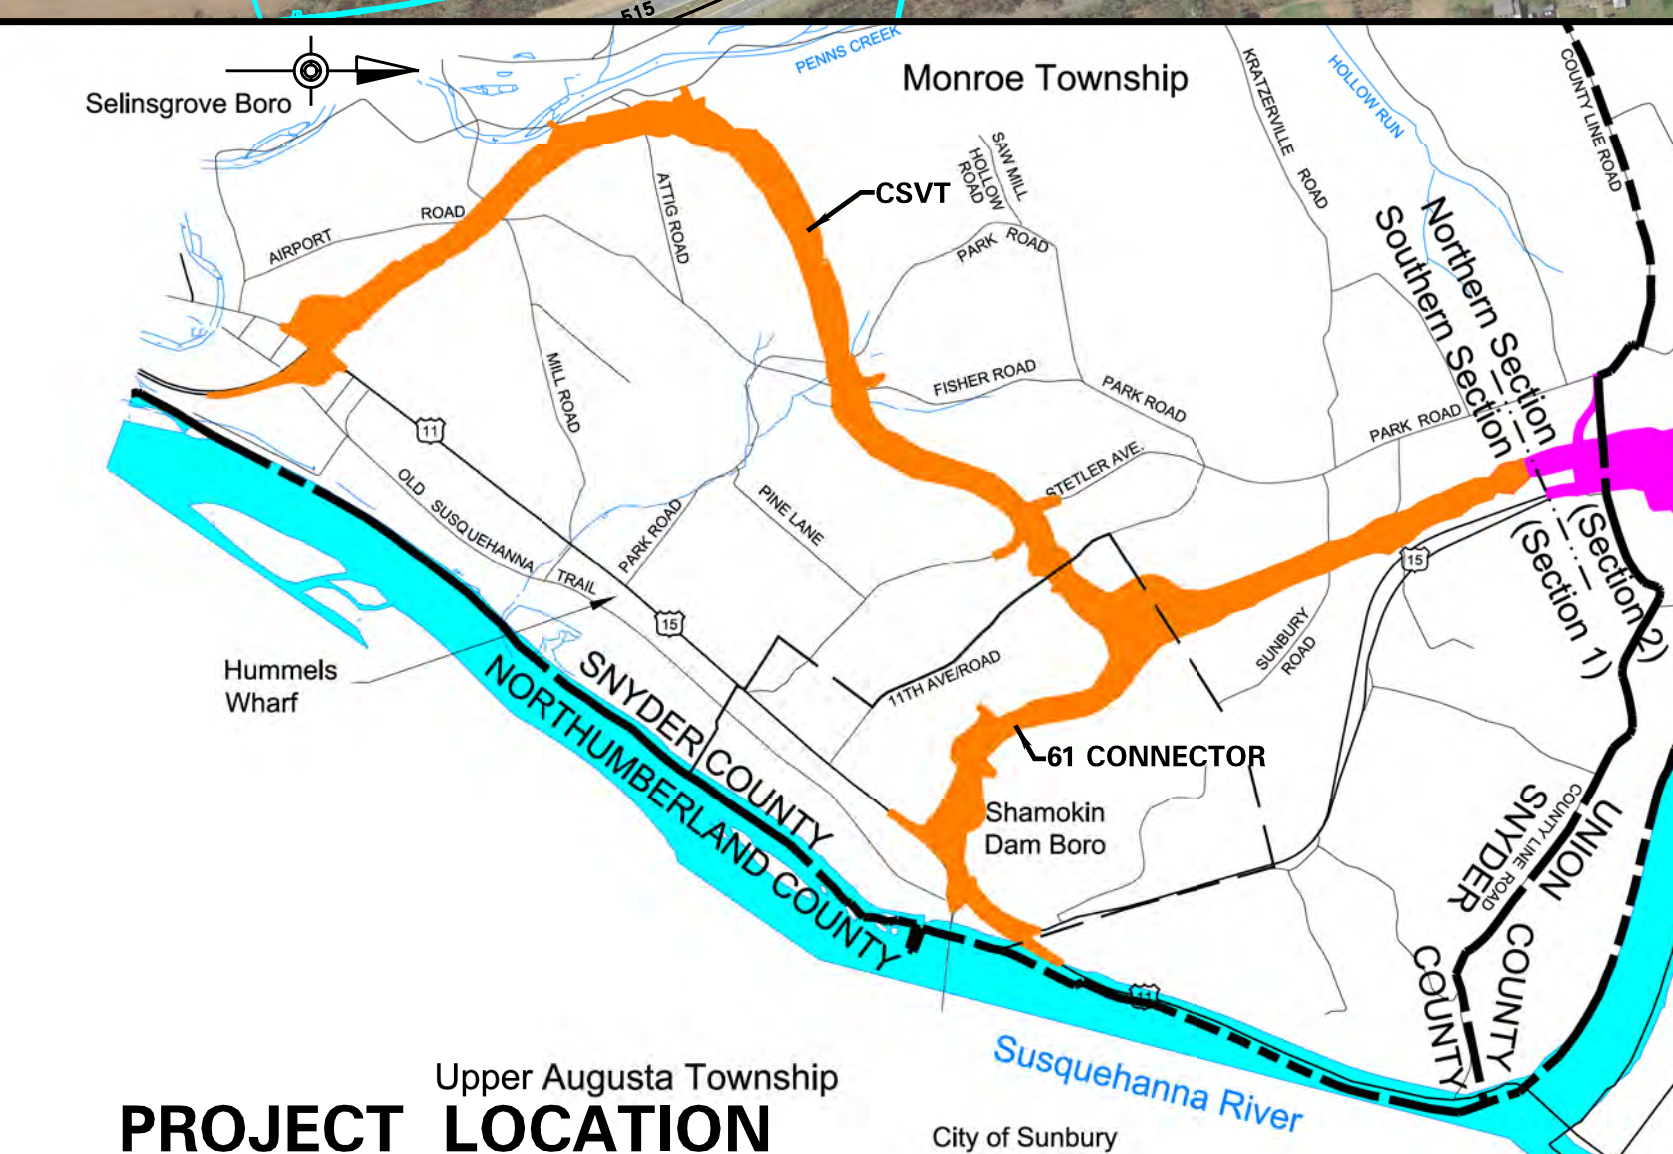 515
PENNS CREEK
Monroe Township
Selinsgrove Boro
KRATZERVILLE ROAD
HOLLOW RUN
COUNTY LINE ROAD
SAW MILL
HOLLOW
ROAD
CSVT
ATTIG ROAD
AIRPORT ROAD
PARK ROAD
Northern Section
Southern Section
MILL ROAD
FISHER ROAD
PARK ROAD
PARK ROAD
11
STETLER AVE.
OLD SUSQUEHANNA TRAIL
PARK ROAD
PINE LANE
15
(Section 2)
(Section 1)
15
SUNBURY
ROAD
Hummels
Wharf
11TH AVE/ROAD
SNYDER COUNTY
NORTHUMBERLAND COUNTY
61 CONNECTOR
Shamokin
Dam Boro
UNION COUNTY
COUNTY LINE ROAD
SNYDER COUNTY
11
Susquehanna River
Upper Augusta Township
PROJECT LOCATION
City of Sunbury